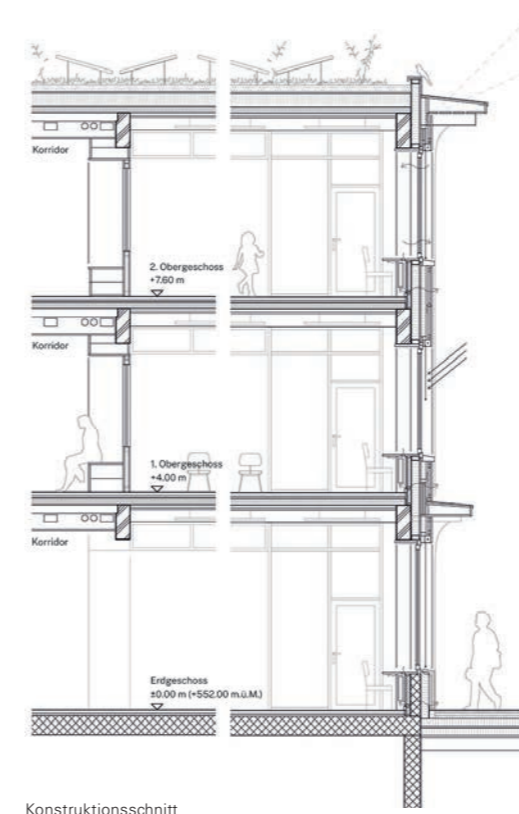 Korridor
2. Obergeschoss
+7.60 m
Korridor
1. Obergeschoss
+4.00 m
Korridor
Erdgeschoss
±0.00 m (+552.00 m.ü.M.)
Konstruktionsschnitt